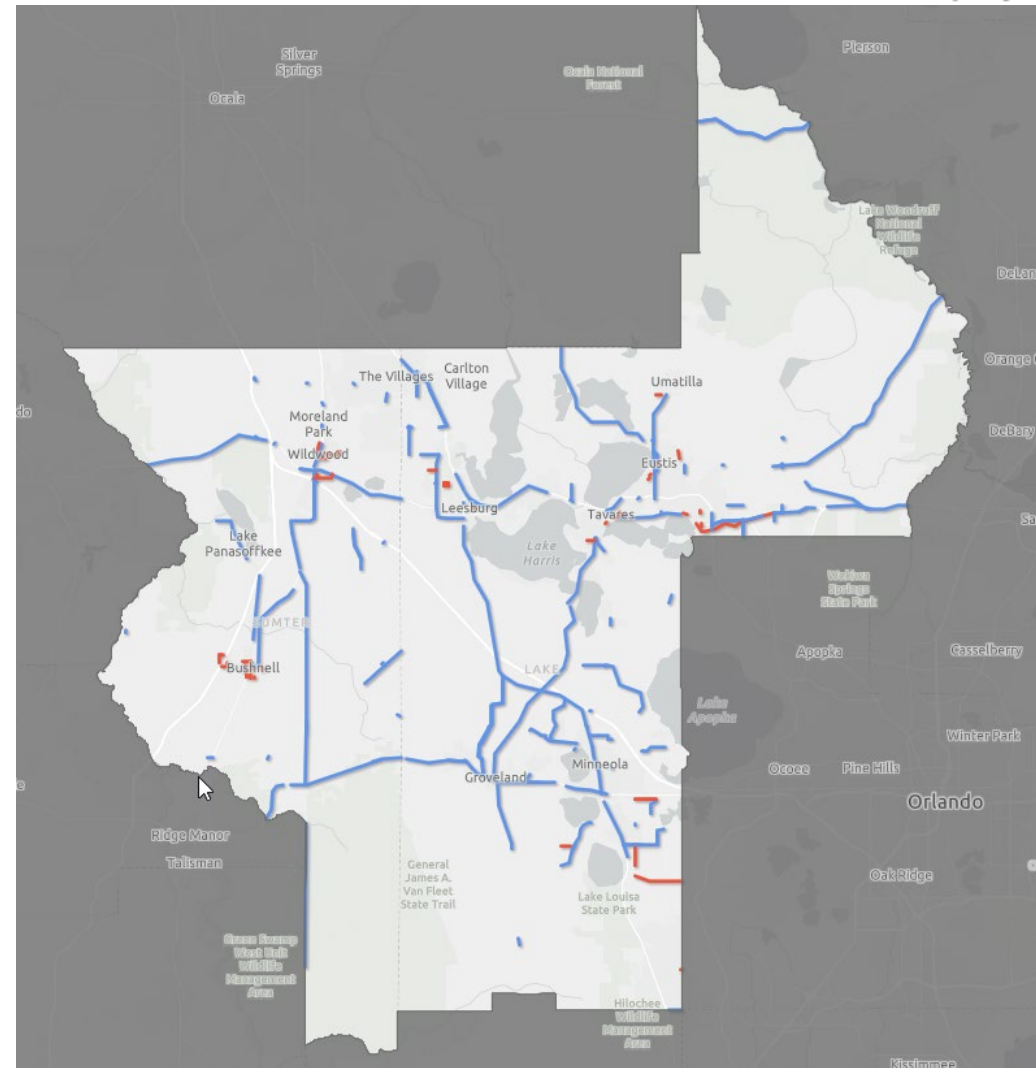 Pierson
Silver
Springs
Ocala National
Forest
Ocala
Lake Woodruff
National
Wildlife
Refuge
DeLan
Orange
The Villages
Carlton
Village
Umatilla
do
Moreland
Park
DeBary
Wildwood
Eustis
Leesburg
Tavares
Sa
Lake
Panasoffkee
Lake
Harris
Wekiwa
Springs
State Park
SUMTER
Apopka
Casselberry
Bushnell
LAKE
Lake
Apopka
Winter Park
Groveland
Minneola
Ocoee
Pine Hills
e
Orlando
Ridge Manor
Talisman
General
James A.
Van Fleet
State Trail
Oak Ridge
Lake Louisa
State Park
Green Swamp
West Unit
Wildlife
Management
Area
Hilochee
Wildlife
Management
Area
Kissimmee